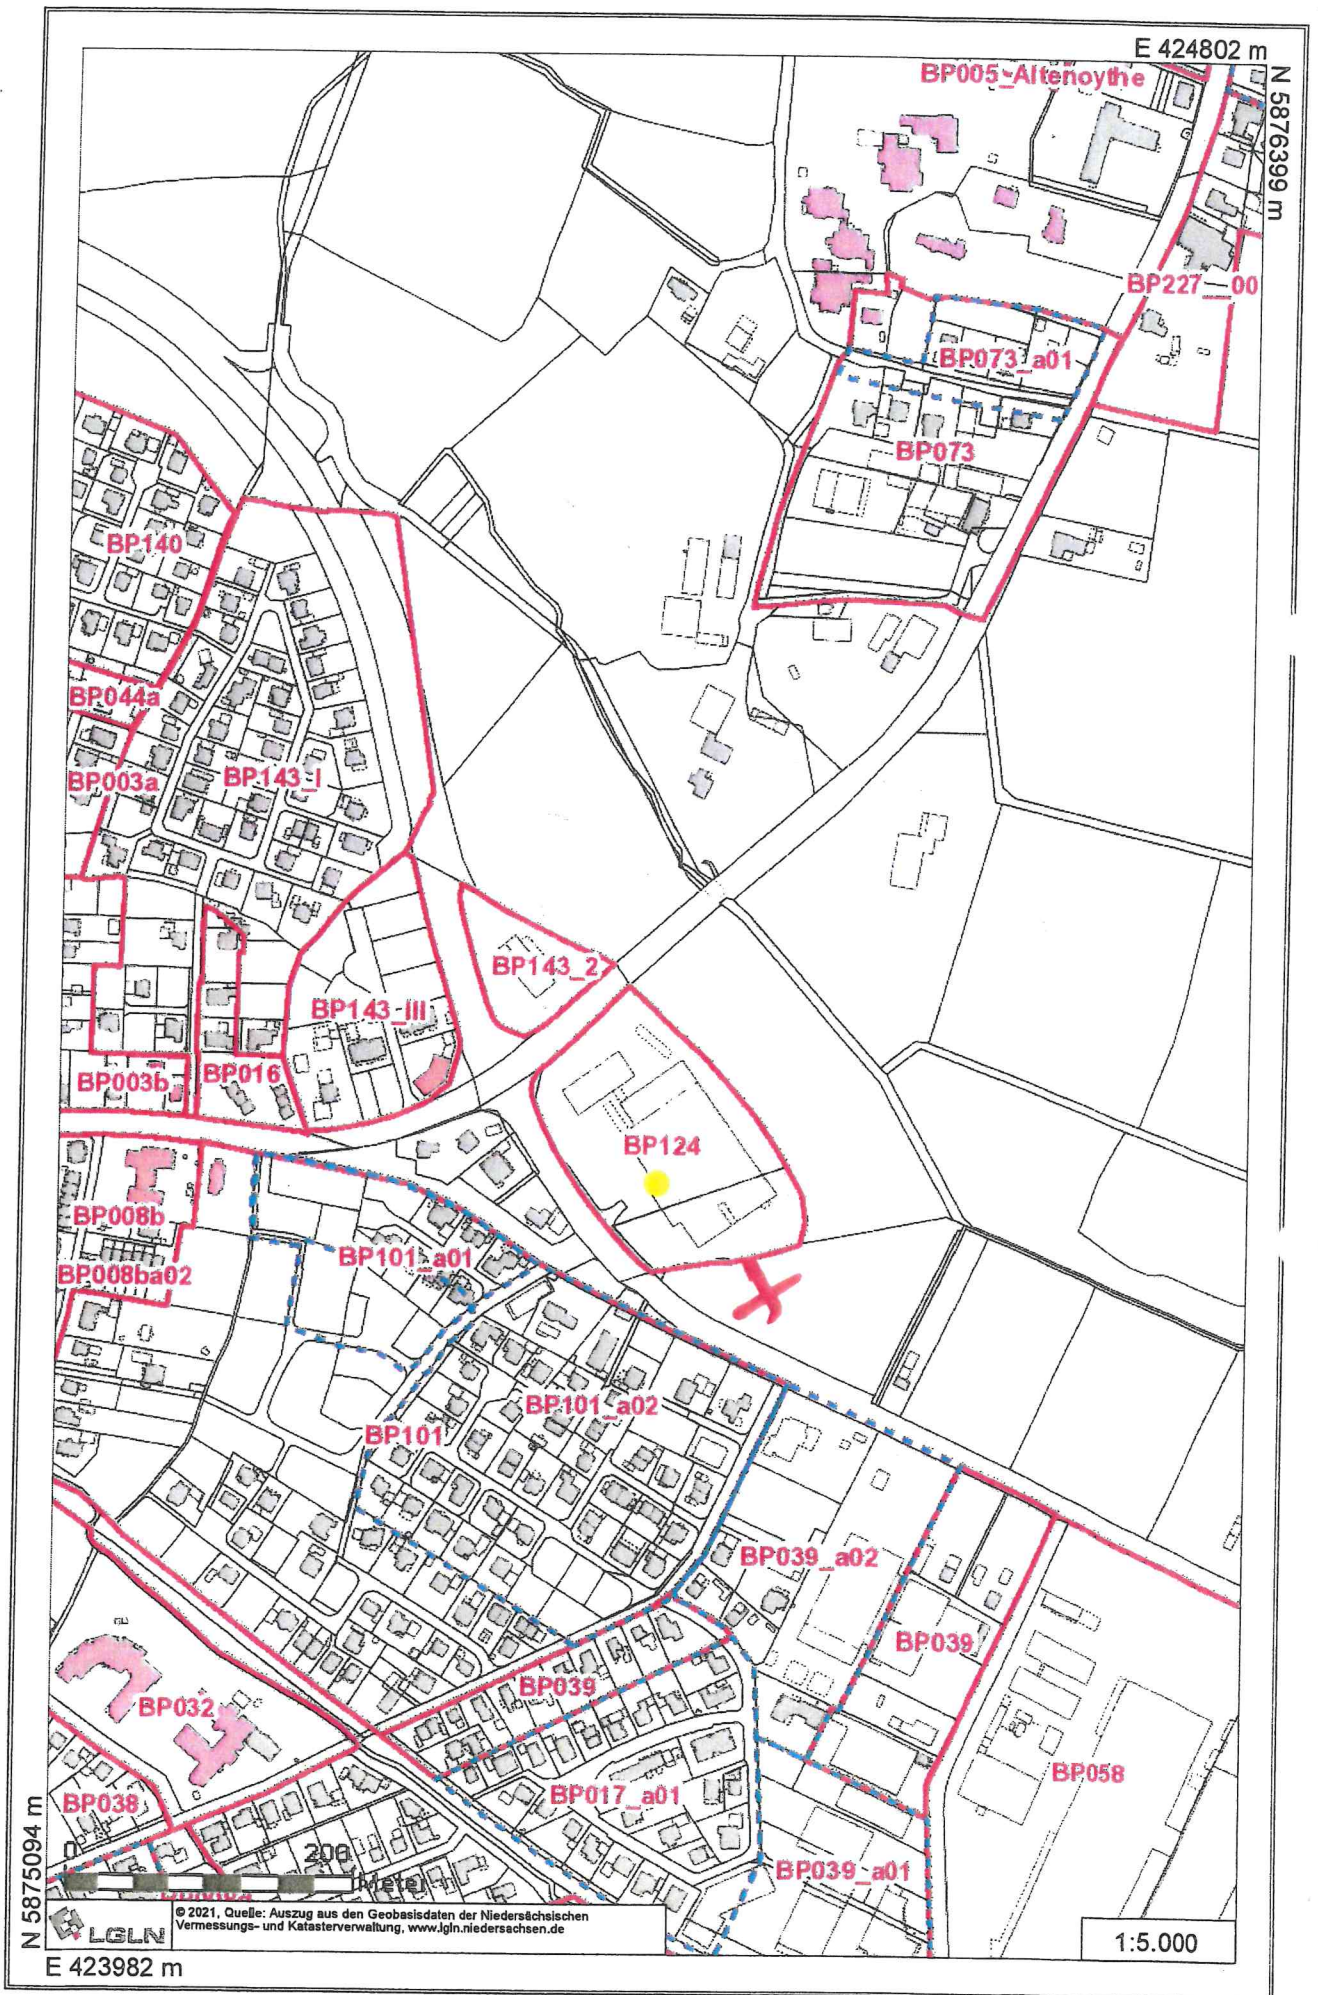 E 424802 m
N 5876399 m
BP005_Altenoythe
BP227__00
BP073_a01
BP073
BP140
BP044a
BP003a
BP143_I
BP143_2
BP143_III
BP003b
BP016
BP124
BP008b
BP101_a01
BP008ba02
BP101_a02
BP101
BP039_a02
BP039
BP039
BP032
BP058
BP017_a01
BP038
BP039_a01
0
200
Meter
N 5875094 m
LGLN
© 2021, Quelle: Auszug aus den Geobasisdaten der Niedersächsischen
Vermessungs- und Katasterverwaltung, www.lgln.niedersachsen.de
1:5.000
E 423982 m